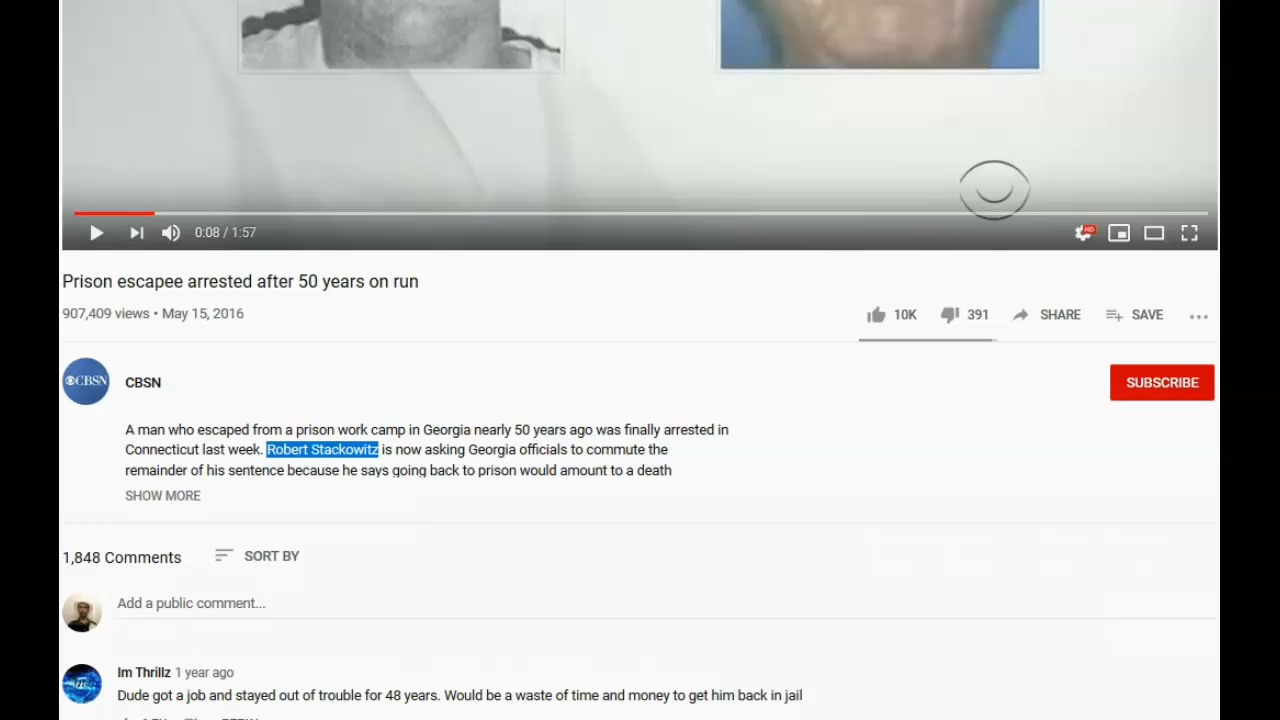 0:08 / 1:57
HD
Prison escapee arrested after 50 years on run
907,409 views • May 15, 2016
10K 391 SHARE SAVE
CBSN
CBSN
SUBSCRIBE
A man who escaped from a prison work camp in Georgia nearly 50 years ago was finally arrested in
Connecticut last week. Robert Stackowitz is now asking Georgia officials to commute the
remainder of his sentence because he says going back to prison would amount to a death
SHOW MORE
1,848 Comments SORT BY
Add a public comment...
Im Thrillz 1 year ago
Dude got a job and stayed out of trouble for 48 years. Would be a waste of time and money to get him back in jail